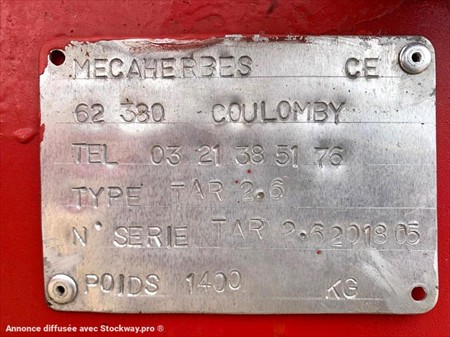 MECAHERBES CE
62 380 COULOMBY
TEL 03 21 38 51 76
TYPE TAR 2.6
N° SERIE TAR 2.6 2018 05
POIDS 1400 KG
Annonce diffusée avec Stockway.pro ®